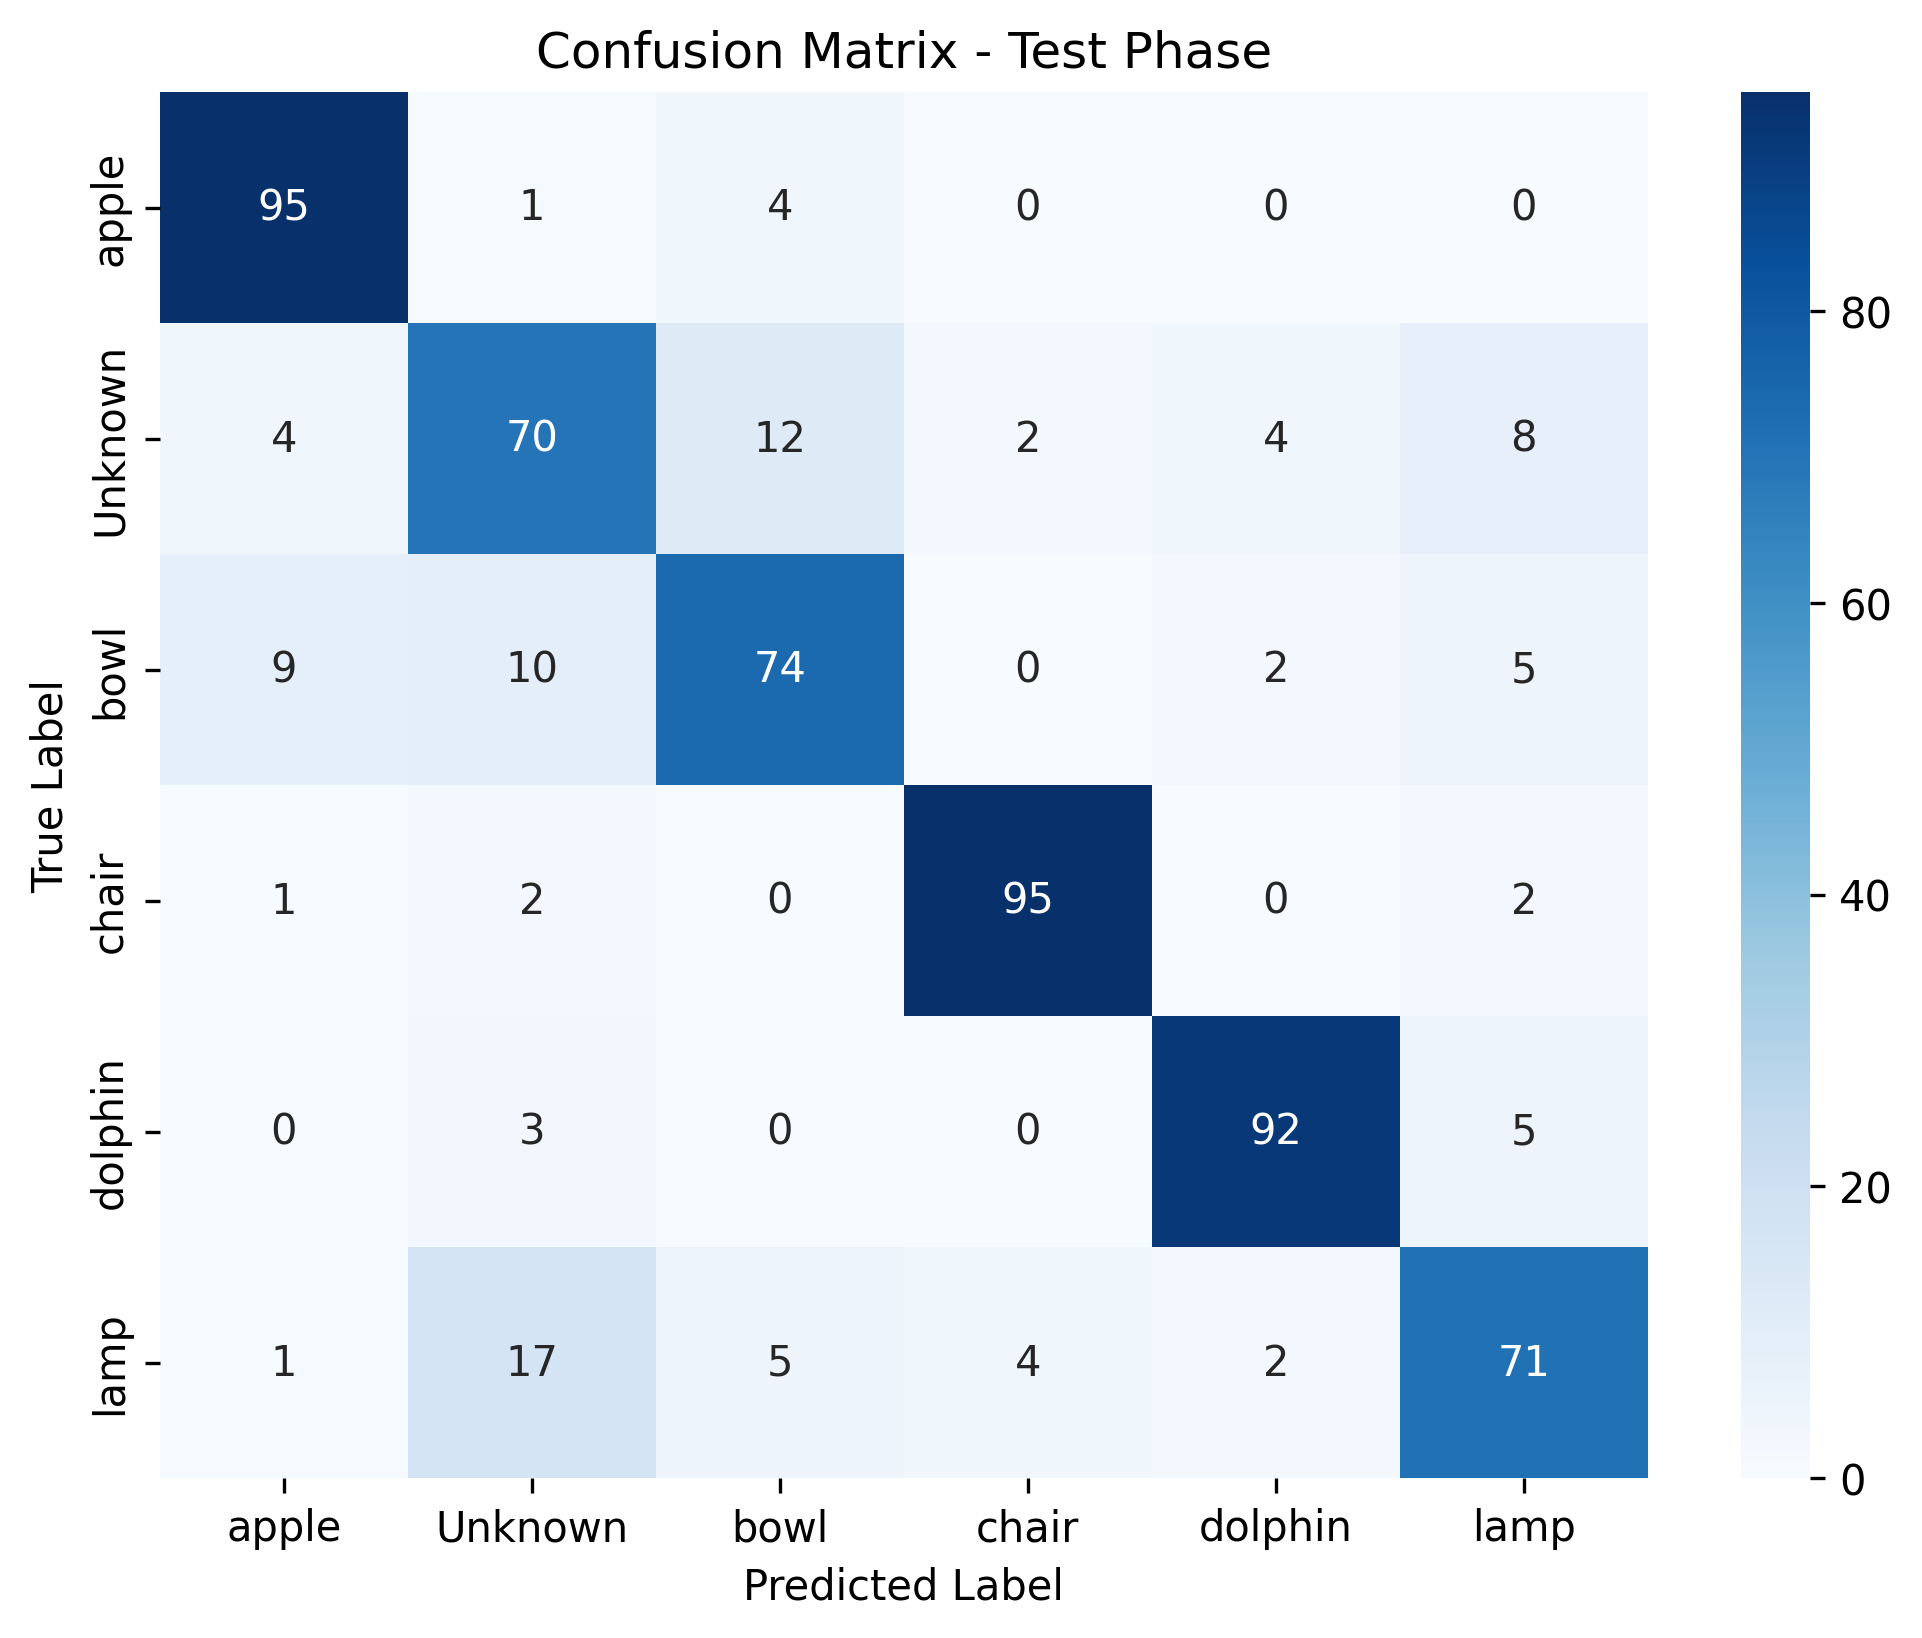 Confusion Matrix - Test Phase
apple 95 1 4 0 0 0
Unknown 4 70 12 2 4 8
bowl 9 10 74 0 2 5
chair 1 2 0 95 0 2
dolphin 0 3 0 0 92 5
lamp 1 17 5 4 2 71
apple Unknown bowl chair dolphin lamp
Predicted Label
True Label
80
60
40
20
0